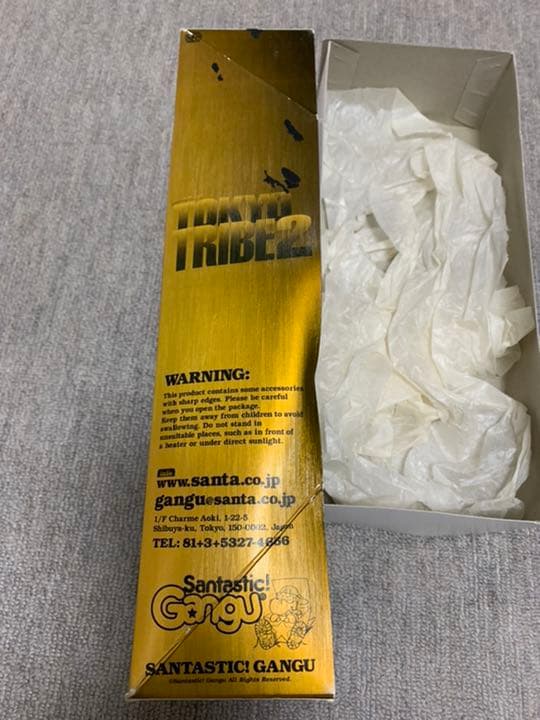 TOKYO
TRIBE2
WARNING:
This product contains some accessories
with sharp edges. Please be careful
when you open the package.
Keep them away from children to avoid
swallowing. Do not stand in
unsuitable places, such as in front of
a heater or under direct sunlight.
www.santa.co.jp
gangu@santa.co.jp
1/F Charme Aoki, 1-22-5
Shibuya-ku, Tokyo, 150-0002, Japan
TEL: 81+3+5327-4866
Santastic!
Gangu
SANTASTIC! GANGU
©Santastic! Gangu All Rights Reserved.